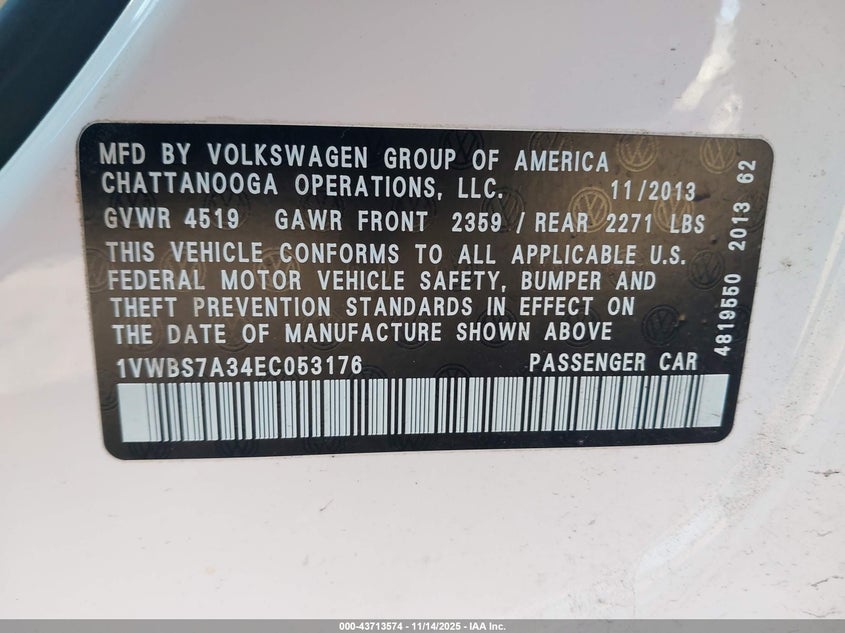 MFD BY VOLKSWAGEN GROUP OF AMERICA
CHATTANOOGA OPERATIONS, LLC. 11/2013
GVWR 4519 GAWR FRONT 2359 / REAR 2271 LBS
THIS VEHICLE CONFORMS TO ALL APPLICABLE U.S.
FEDERAL MOTOR VEHICLE SAFETY, BUMPER AND
THEFT PREVENTION STANDARDS IN EFFECT ON
THE DATE OF MANUFACTURE SHOWN ABOVE
1VWBS7A34EC053176 PASSENGER CAR
4819550 2013 62
000-43713574 - 11/14/2025 - IAA Inc.